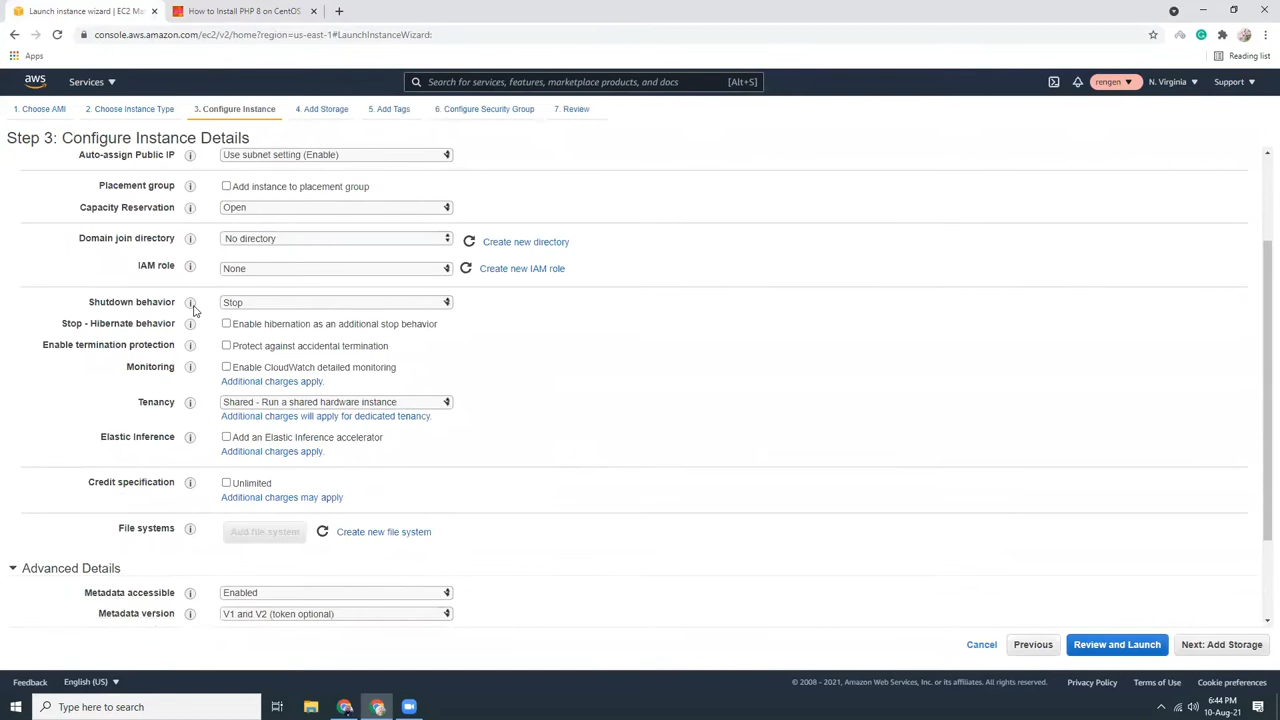 Launch instance wizard | EC2 Ma
How to Install PHP 8 on CentOS
console.aws.amazon.com/ec2/v2/home?region=us-east-1#LaunchInstanceWizard:
Apps
Reading list
aws
Services
Search for services, features, marketplace products, and docs
[Alt+S]
rengen
N. Virginia
Support
1. Choose AMI
2. Choose Instance Type
3. Configure Instance
4. Add Storage
5. Add Tags
6. Configure Security Group
7. Review
Step 3: Configure Instance Details
Auto-assign Public IP
Use subnet setting (Enable)
Placement group
Add instance to placement group
Capacity Reservation
Open
Domain join directory
No directory
Create new directory
IAM role
None
Create new IAM role
Shutdown behavior
Stop
Stop - Hibernate behavior
Enable hibernation as an additional stop behavior
Enable termination protection
Protect against accidental termination
Monitoring
Enable CloudWatch detailed monitoring
Additional charges apply.
Tenancy
Shared - Run a shared hardware instance
Additional charges will apply for dedicated tenancy.
Elastic Inference
Add an Elastic Inference accelerator
Additional charges apply.
Credit specification
Unlimited
Additional charges may apply
File systems
Add file system
Create new file system
Advanced Details
Metadata accessible
Enabled
Metadata version
V1 and V2 (token optional)
Cancel
Previous
Review and Launch
Next: Add Storage
Feedback
English (US)
© 2008 - 2021, Amazon Web Services, Inc. or its affiliates. All rights reserved.
Privacy Policy
Terms of Use
Cookie preferences
Type here to search
6:44 PM
10-Aug-21